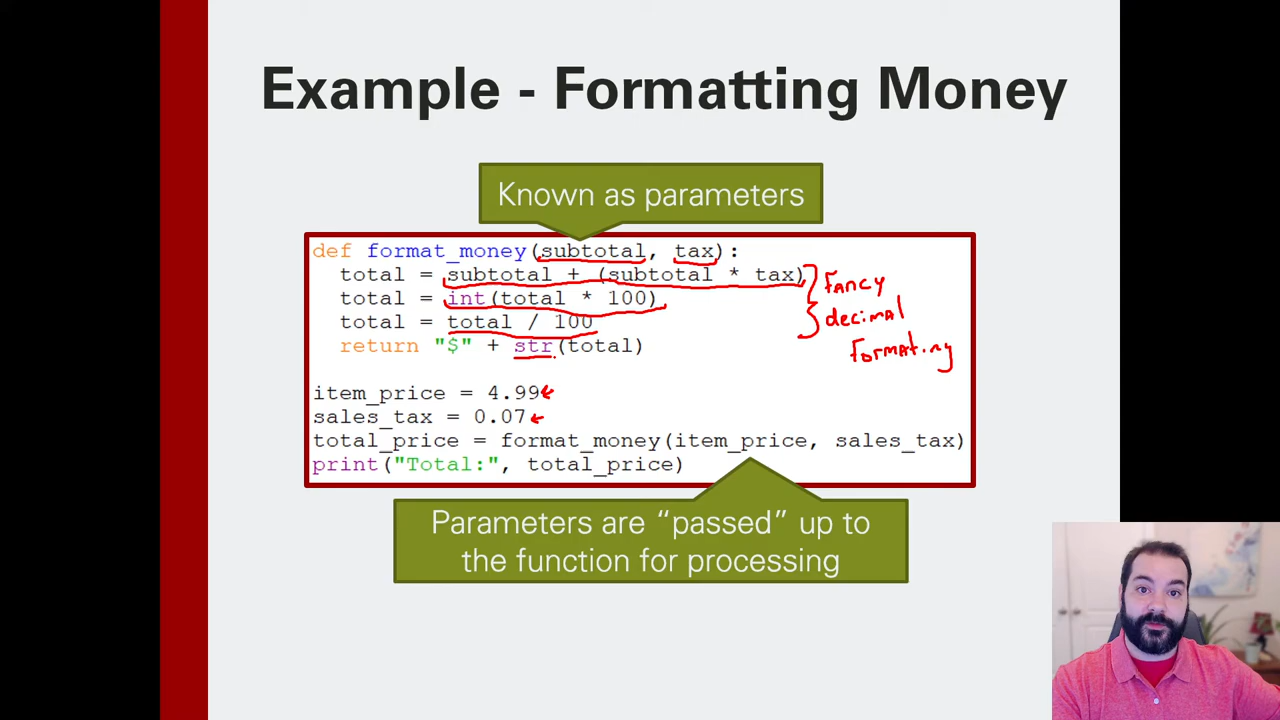 Example - Formatting Money
Known as parameters
def format_money(subtotal, tax):
  total = subtotal + (subtotal * tax)
  total = int(total * 100)
  total = total / 100
  return "$" + str(total)
Fancy
decimal
Formating
item_price = 4.99
sales_tax = 0.07
total_price = format_money(item_price, sales_tax)
print("Total:", total_price)
Parameters are “passed” up to
the function for processing